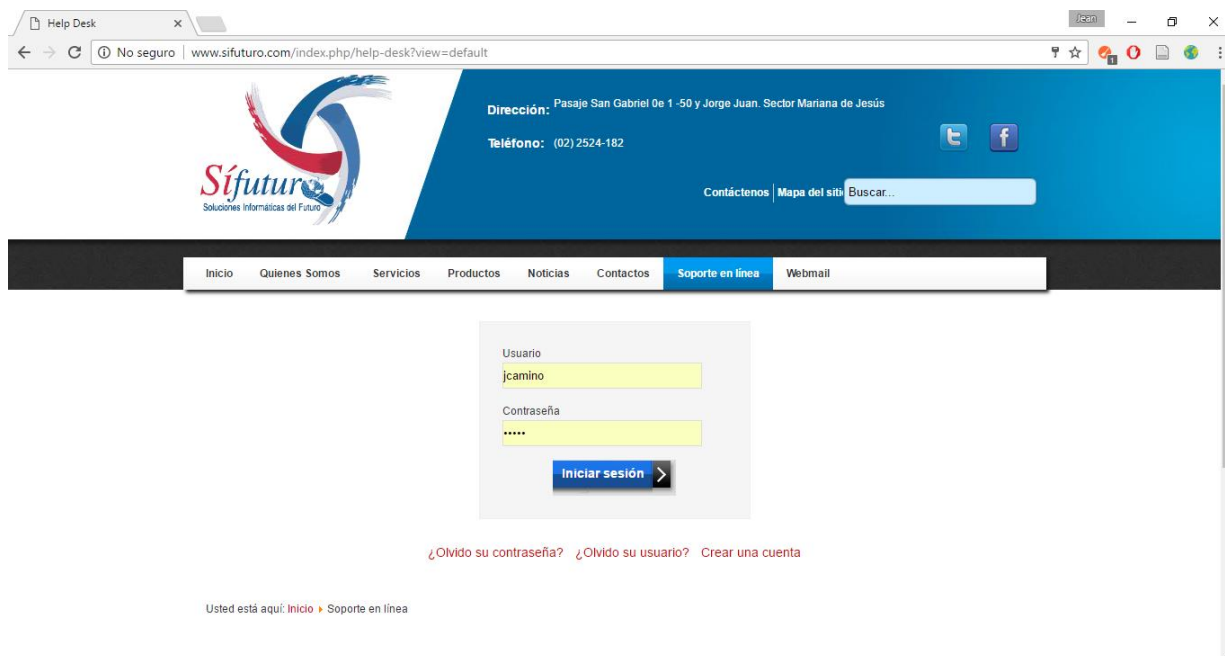 Help Desk
Jean
No seguro | www.sifuturo.com/index.php/help-desk?view=default
1
Dirección: Pasaje San Gabriel 0e 1 -50 y Jorge Juan. Sector Mariana de Jesús
Teléfono: (02) 2524-182
Sífuturo
Soluciones Informáticas del Futuro
Contáctenos Mapa del siti Buscar...
Inicio Quienes Somos Servicios Productos Noticias Contactos Soporte en línea Webmail
Usuario
jcamino
Contraseña
•••••
Iniciar sesión
¿Olvido su contraseña? ¿Olvido su usuario? Crear una cuenta
Usted está aquí: Inicio Soporte en línea